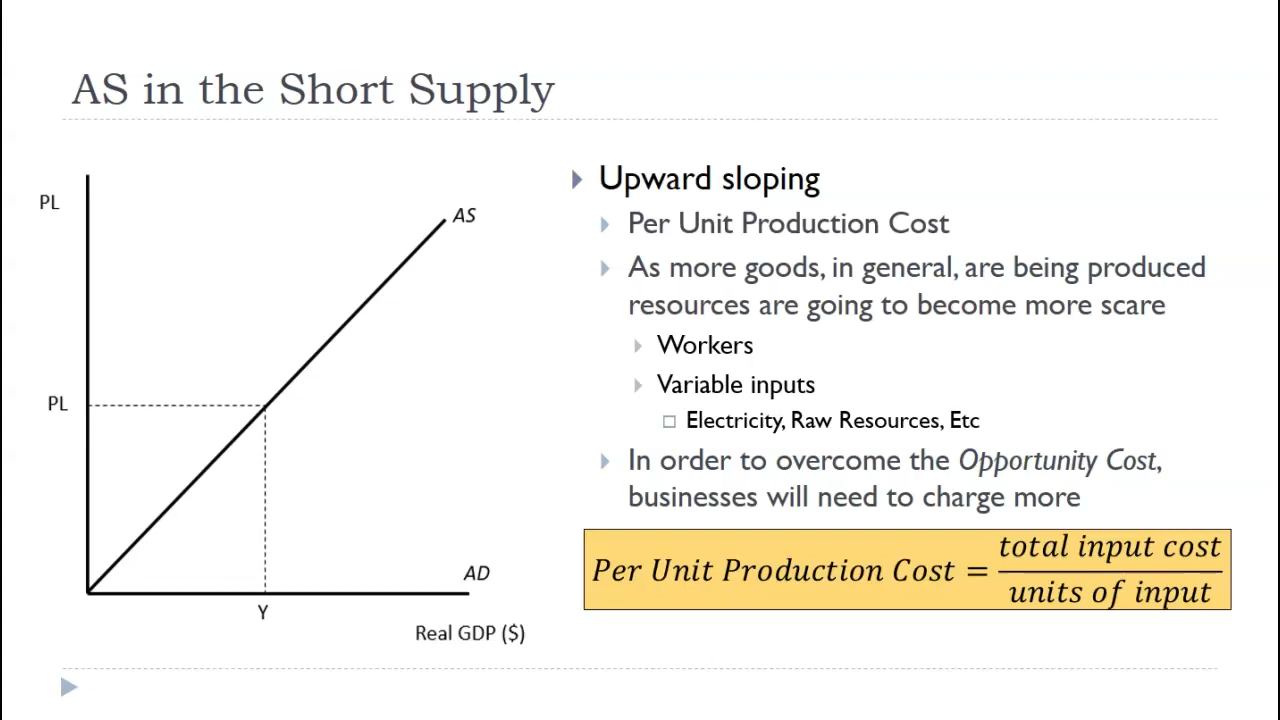 AS in the Short Supply
PL
AS
PL
AD
Y
Real GDP ($)
Upward sloping
Per Unit Production Cost
As more goods, in general, are being produced
resources are going to become more scare
Workers
Variable inputs
Electricity, Raw Resources, Etc
In order to overcome the Opportunity Cost,
businesses will need to charge more
Per Unit Production Cost = total input cost
units of input